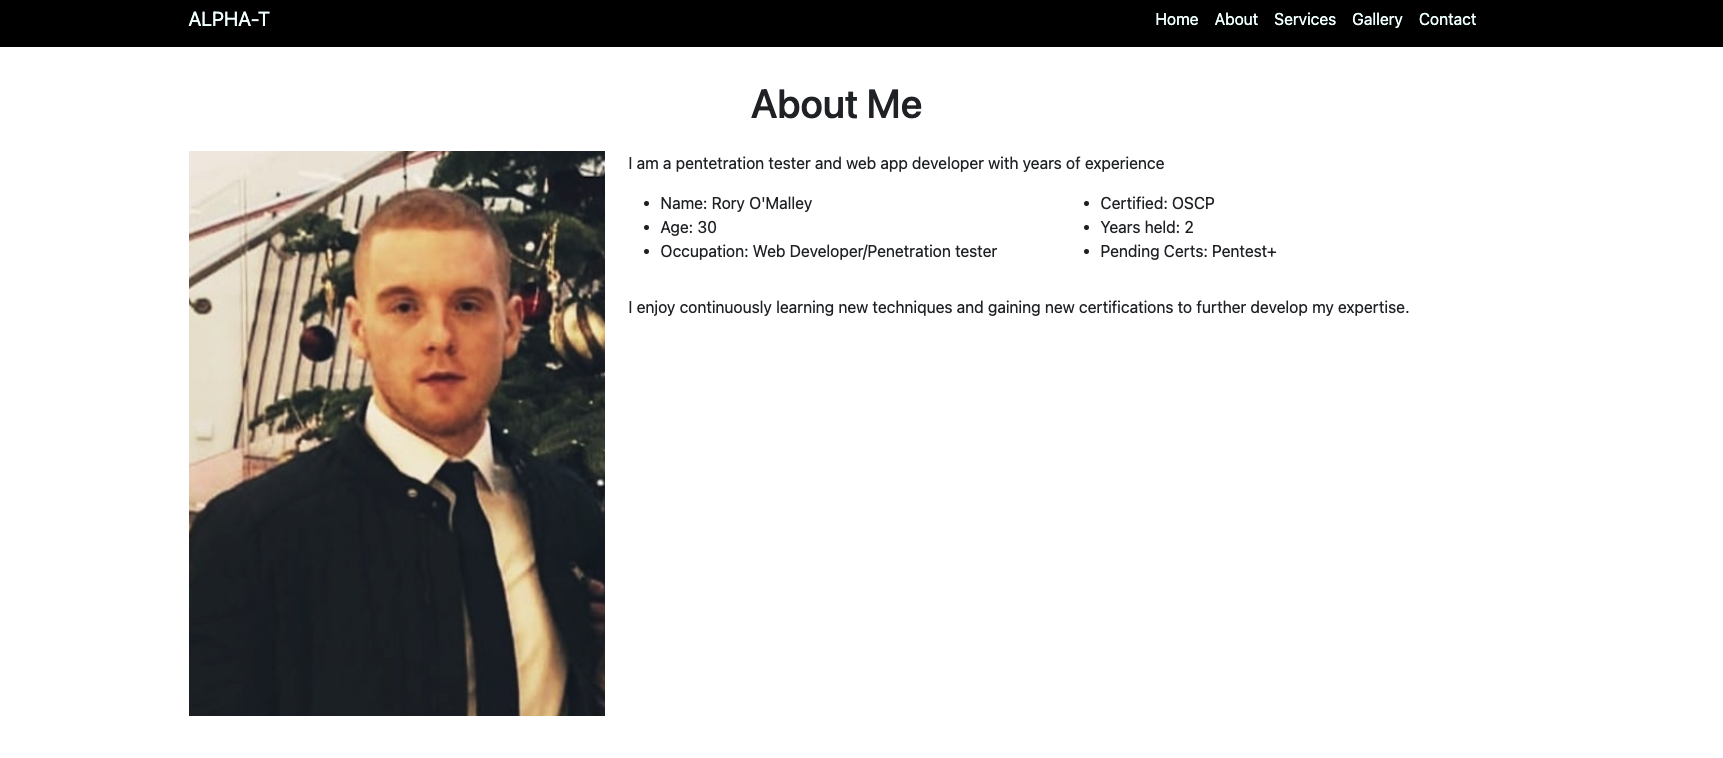 ALPHA-T
Home About Services Gallery Contact
About Me
I am a pentetration tester and web app developer with years of experience
Name: Rory O'Malley
Age: 30
Occupation: Web Developer/Penetration tester
Certified: OSCP
Years held: 2
Pending Certs: Pentest+
I enjoy continuously learning new techniques and gaining new certifications to further develop my expertise.